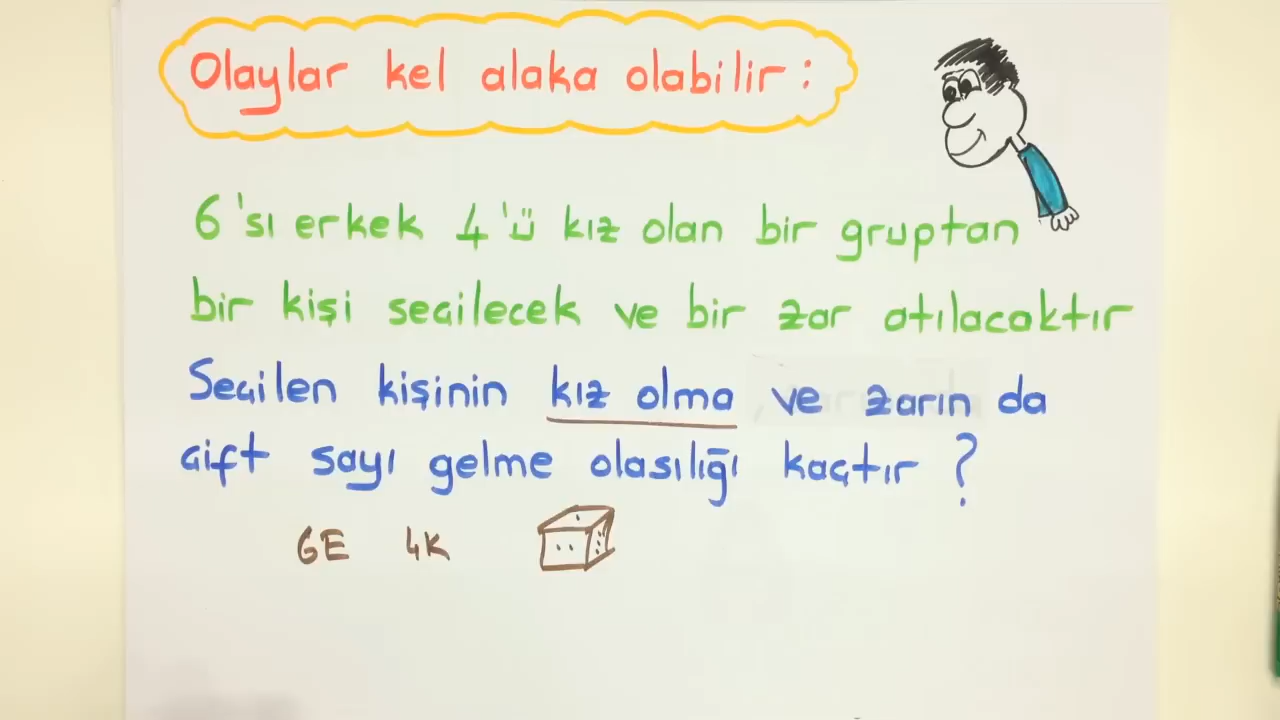 Olaylar kel alaka olabilir :
6'sı erkek 4'ü kız olan bir gruptan
bir kişi seçilecek ve bir zar atılacaktır
Seçilen kişinin kız olma ve zarın da
çift sayı gelme olasılığı kaçtır ?
6E 4K